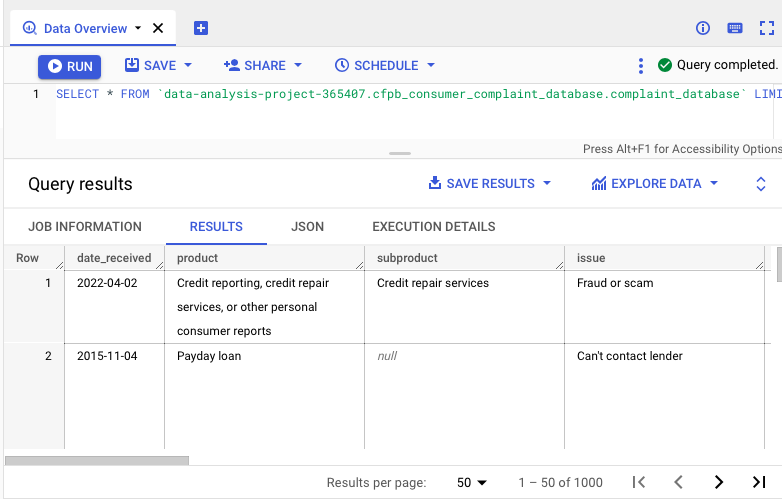 Data Overview
RUN SAVE SHARE SCHEDULE Query completed.
1 SELECT * FROM `data-analysis-project-365407.cfpb_consumer_complaint_database.complaint_database` LIMI
Press Alt+F1 for Accessibility Options
Query results SAVE RESULTS EXPLORE DATA
JOB INFORMATION RESULTS JSON EXECUTION DETAILS
Row date_received product subproduct issue
1 2022-04-02 Credit reporting, credit repair Credit repair services Fraud or scam
services, or other personal
consumer reports
2 2015-11-04 Payday loan null Can't contact lender
Results per page: 50 1 – 50 of 1000